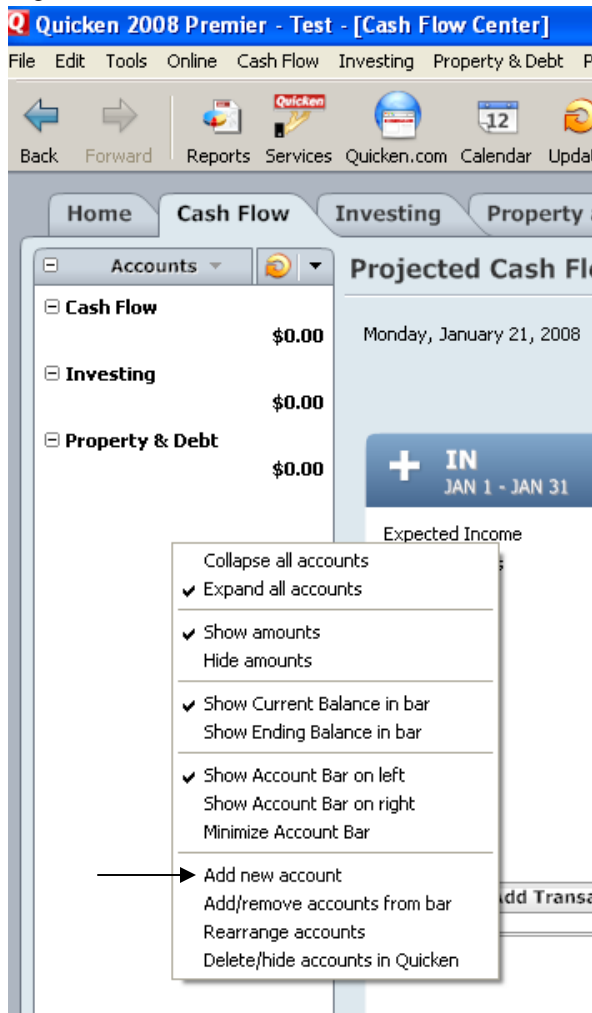 Quicken 2008 Premier - Test - [Cash Flow Center]
File Edit Tools Online Cash Flow Investing Property & Debt
Quicken
12
Back Forward Reports Services Quicken.com Calendar
Home Cash Flow Investing Property
Accounts
Projected Cash
Cash Flow
$0.00
Monday, January 21, 2008
Investing
$0.00
Property & Debt
$0.00
IN
JAN 1 - JAN 31
Expected Income
Collapse all accounts
Expand all accounts
Show amounts
Hide amounts
Show Current Balance in bar
Show Ending Balance in bar
Show Account Bar on left
Show Account Bar on right
Minimize Account Bar
Add new account
Add/remove accounts from bar
Rearrange accounts
Delete/hide accounts in Quicken